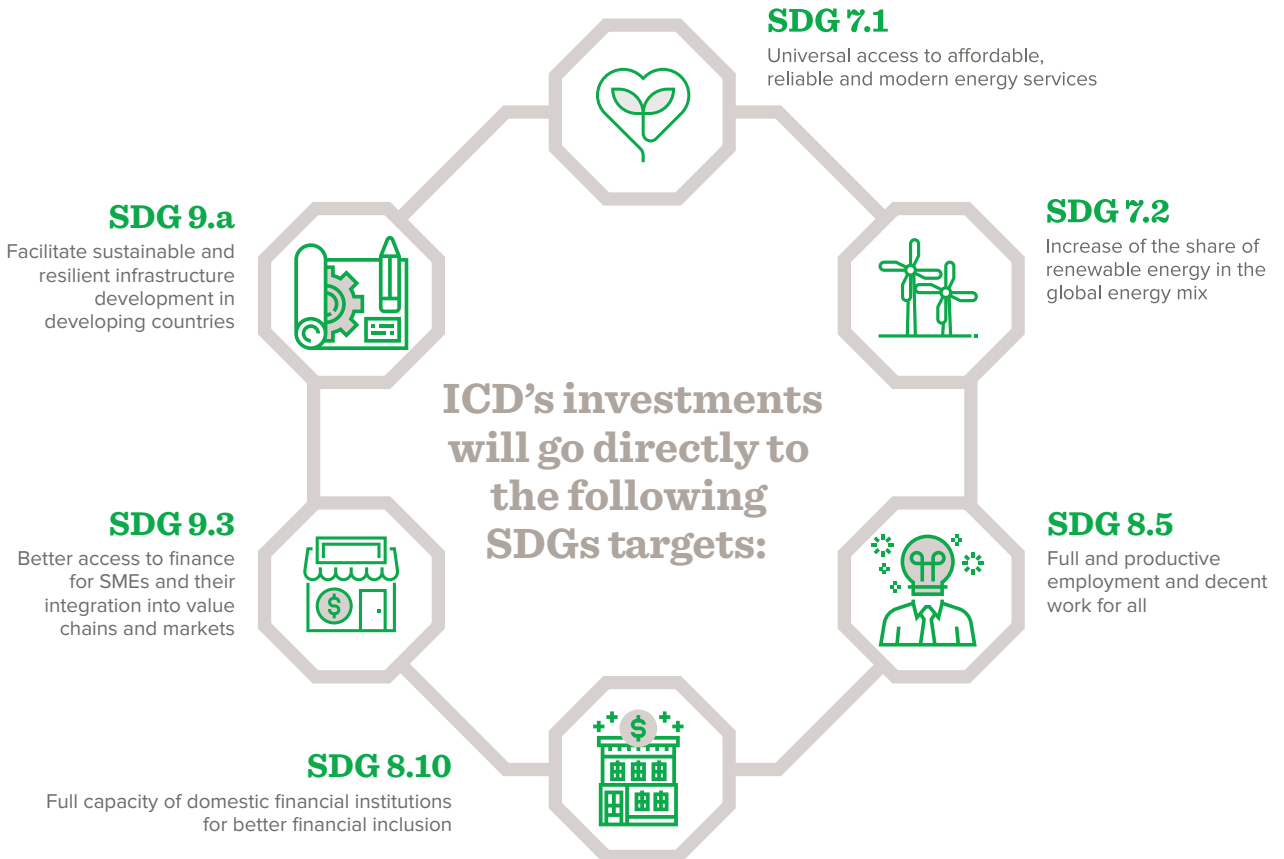 SDG 7.1
Universal access to affordable,
reliable and modern energy services
SDG 7.2
Increase of the share of
renewable energy in the
global energy mix
SDG 8.5
Full and productive
employment and decent
work for all
SDG 8.10
Full capacity of domestic financial institutions
for better financial inclusion
SDG 9.3
Better access to finance
for SMEs and their
integration into value
chains and markets
SDG 9.a
Facilitate sustainable and
resilient infrastructure
development in
developing countries
ICD’s investments
will go directly to
the following
SDGs targets:
$
$